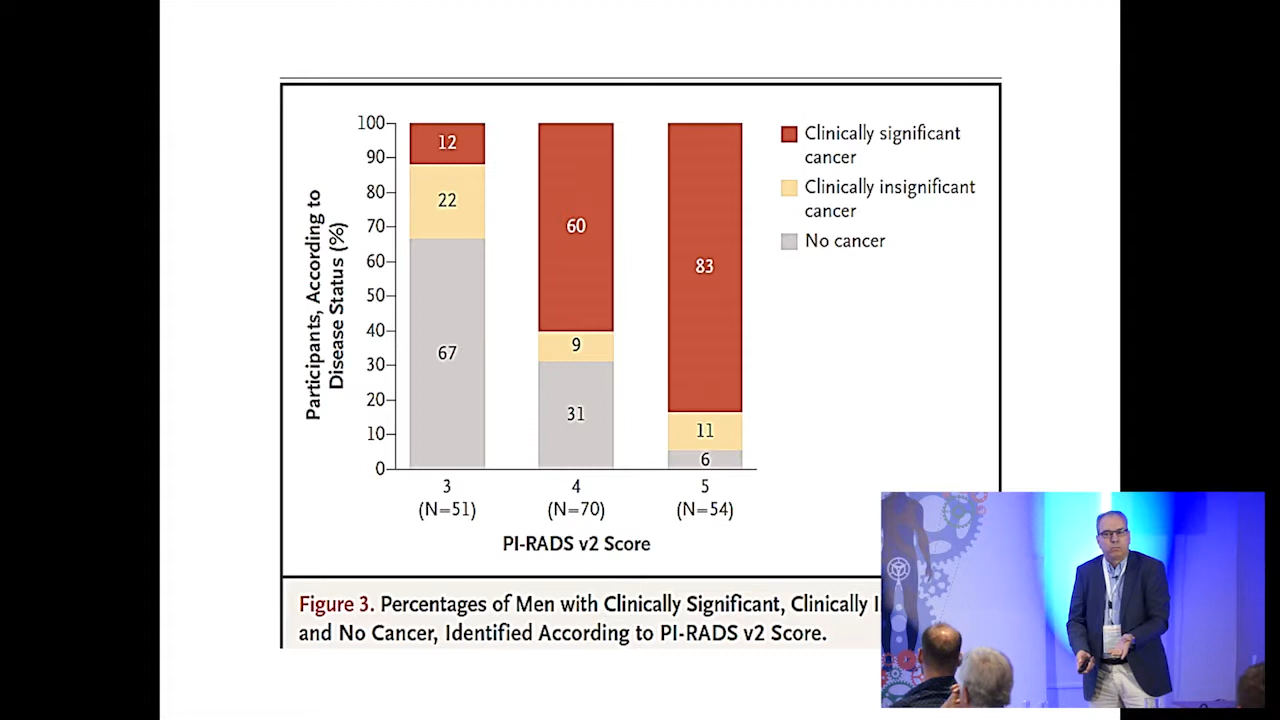 100
90
80
70
60
50
40
30
20
10
0
Participants, According to
Disease Status (%)
12
22
67
60
9
31
83
11
6
3
(N=51)
4
(N=70)
5
(N=54)
PI-RADS v2 Score
Clinically significant
cancer
Clinically insignificant
cancer
No cancer
Figure 3. Percentages of Men with Clinically Significant, Clinically
and No Cancer, Identified According to PI-RADS v2 Score.